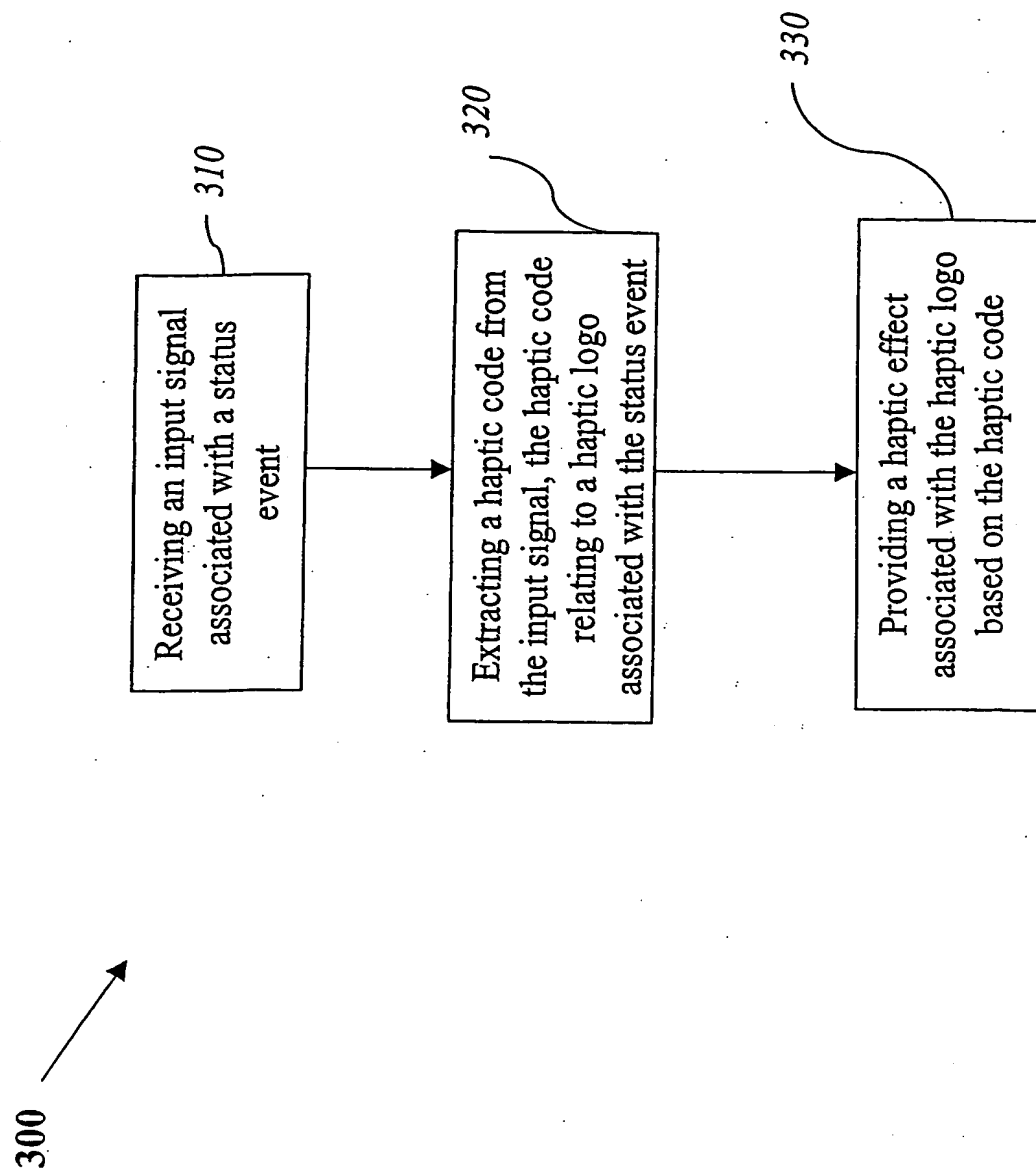 300
Receiving an input signal
associated with a status
event
310
Extracting a haptic code from
the input signal, the haptic code
relating to a haptic logo
associated with the status event
320
Providing a haptic effect
associated with the haptic logo
based on the haptic code
330